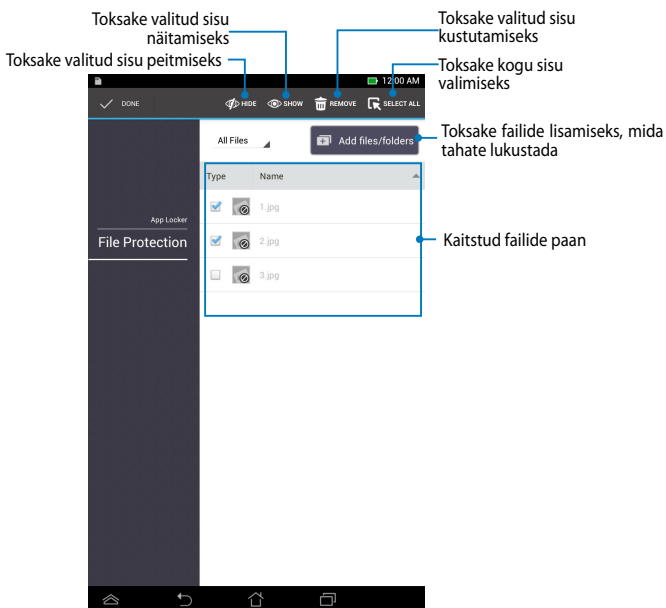 Toksake valitud sisu
näitamiseks
Toksake valitud sisu
kustutamiseks
Toksake valitud sisu peitmiseks
Toksake kogu sisu
valimiseks
12:00 AM
DONE
HIDE
SHOW
REMOVE
SELECT ALL
All Files
Add files/folders
Toksake failide lisamiseks, mida
tahate lukustada
Type
Name
1.jpg
App Locker
File Protection
2.jpg
Kaitstud failide paan
3.jpg